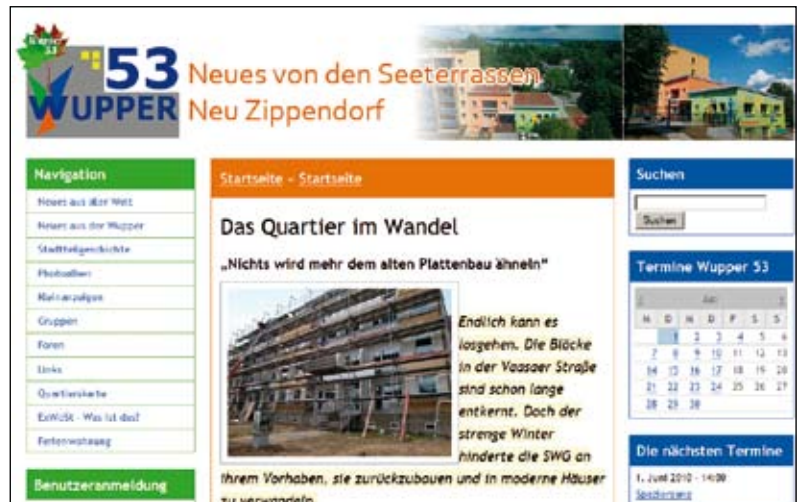 53
WUPPER
Neues von den Seeterrassen
Neu Zippendorf
Navigation
Neues aus aller Welt
Neues aus der Wupper
Stadtteilgeschichte
Photoalben
Kleinanzeigen
Gruppen
Foren
Links
Quartierskarte
ExWoSt - Was ist das?
Ferienwohnung
Benutzeranmeldung
Startseite - Startseite
Das Quartier im Wandel
„Nichts wird mehr dem alten Plattenbau ähneln“
Endlich kann es
losgehen. Die Blöcke
in der Vaasaer Straße
sind schon lange
entkernt. Doch der
strenge Winter
hinderte die SWG an
ihrem Vorhaben, sie zurückzubauen und in moderne Häuser
zu verwandeln
Suchen
Suchen
Termine Wupper 53
M D M D F S S
1 2 3 4 5 6
7 8 9 10 11 12 13
14 15 16 17 18 19 20
21 22 23 24 25 26 27
28 29 30
Die nächsten Termine
1. Juni 2010 - 14:00